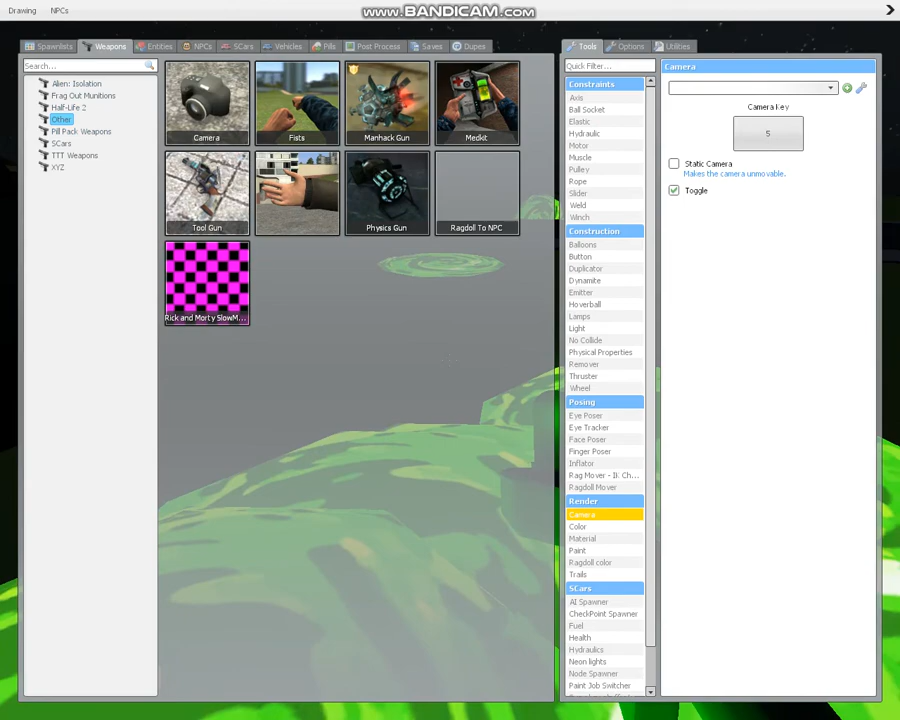 Drawing NPCs
www.BANDICAM.com
Spawnlists Weapons Entities NPCs SCars Vehicles Pills Post Process Saves Dupes
Tools Options Utilities
Search...
Alien: Isolation
Frag Out Munitions
Half-Life 2
Other
Pill Pack Weapons
SCars
TTT Weapons
XYZ
Camera
Fists
Manhack Gun
Medkit
Tool Gun
Physics Gun
Ragdoll To NPC
Rick and Morty SlowM...
Quick Filter...
Constraints
Axis
Ball Socket
Elastic
Hydraulic
Motor
Muscle
Pulley
Rope
Slider
Weld
Winch
Construction
Balloons
Button
Duplicator
Dynamite
Emitter
Hoverball
Lamps
Light
No Collide
Physical Properties
Remover
Thruster
Wheel
Posing
Eye Poser
Eye Tracker
Face Poser
Finger Poser
Inflator
Rag Mover - IK Ch...
Ragdoll Mover
Render
Camera
Color
Material
Paint
Ragdoll color
Trails
SCars
AI Spawner
CheckPoint Spawner
Fuel
Health
Hydraulics
Neon lights
Node Spawner
Paint Job Switcher
Camera
Camera Key
5
Static Camera
Makes the camera unmovable.
Toggle